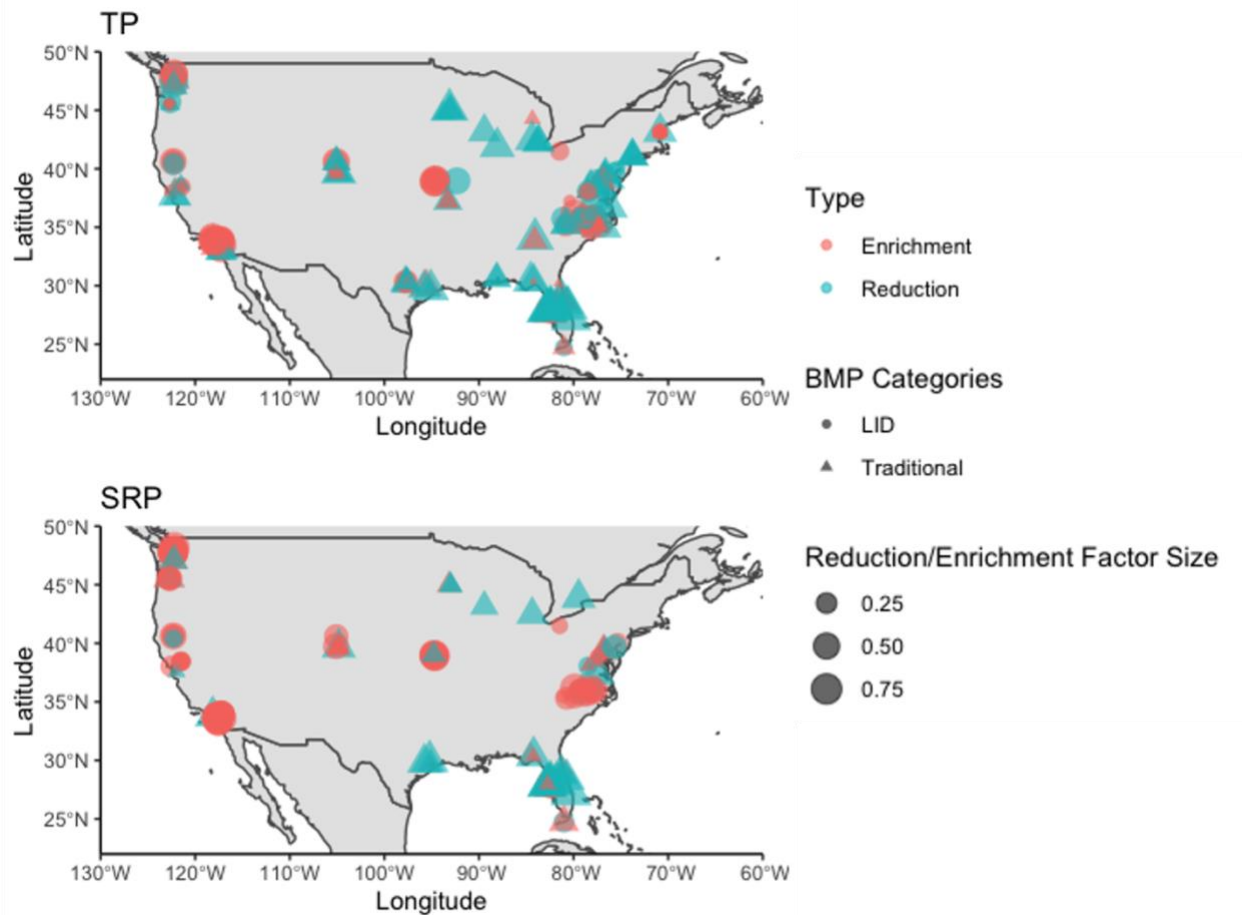 TP
50°N
45°N
40°N
35°N
30°N
25°N
Latitude
130°W 120°W 110°W 100°W 90°W 80°W 70°W 60°W
Longitude
SRP
50°N
45°N
40°N
35°N
30°N
25°N
Latitude
130°W 120°W 110°W 100°W 90°W 80°W 70°W 60°W
Longitude
Type
Enrichment
Reduction
BMP Categories
LID
Traditional
Reduction/Enrichment Factor Size
0.25
0.50
0.75